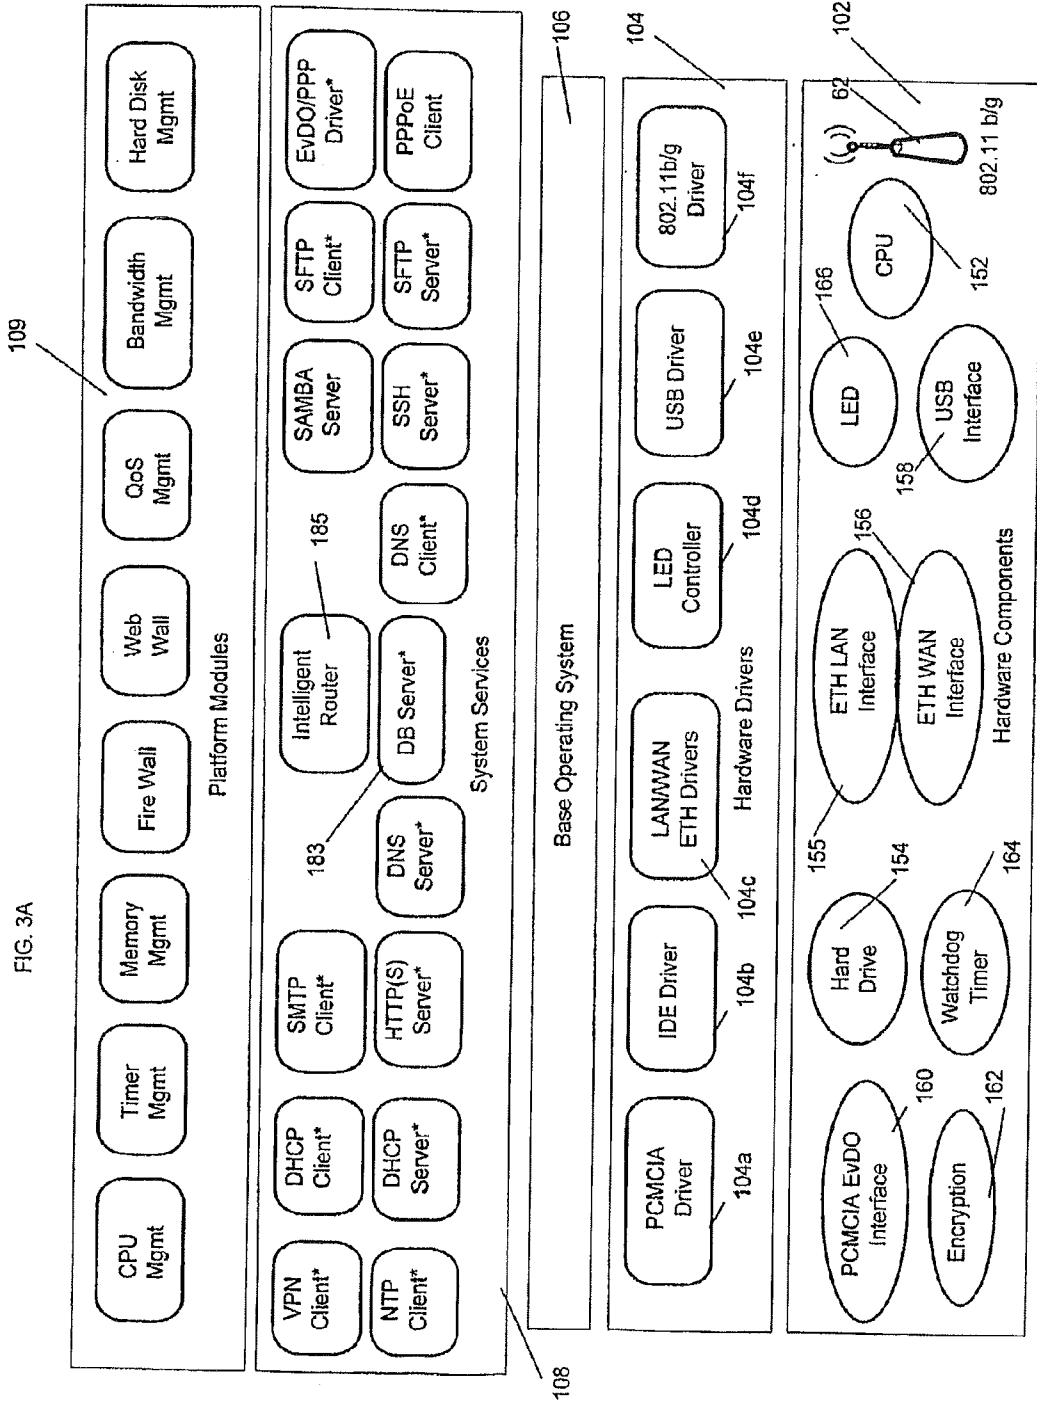 FIG. 3A
109
CPU
Mgmt
Timer
Mgmt
Memory
Mgmt
Fire Wall
Web
Wall
QoS
Mgmt
Bandwidth
Mgmt
Hard Disk
Mgmt
Platform Modules
VPN
Client*
DHCP
Client*
SMTP
Client*
Intelligent
Router
185
SAMBA
Server
SFTP
Client*
EvDO/PPP
Driver*
NTP
Client*
DHCP
Server*
HTTP(S)
Server*
DNS
Server*
183
DB Server*
DNS
Client*
SSH
Server*
SFTP
Server*
PPPoE
Client
System Services
108
Base Operating System
106
PCMCIA
Driver
104a
IDE Driver
104b
LAN/WAN
ETH Drivers
104c
LED
Controller
104d
USB Driver
104e
802.11b/g
Driver
104f
104
Hardware Drivers
PCMCIA EvDO
Interface
160
Hard
Drive
154
155
ETH LAN
Interface
156
LED
166
CPU
152
62
102
Encryption
162
Watchdog
Timer
164
ETH WAN
Interface
158
USB
Interface
802.11 b/g
Hardware Components